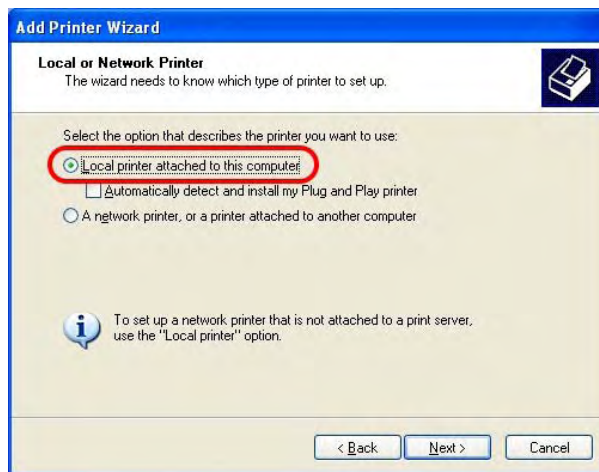 Add Printer Wizard
Local or Network Printer
The wizard needs to know which type of printer to set up.
Select the option that describes the printer you want to use:
Local printer attached to this computer
Automatically detect and install my Plug and Play printer
A network printer, or a printer attached to another computer
To set up a network printer that is not attached to a print server,
use the "Local printer" option.
< Back Next > Cancel